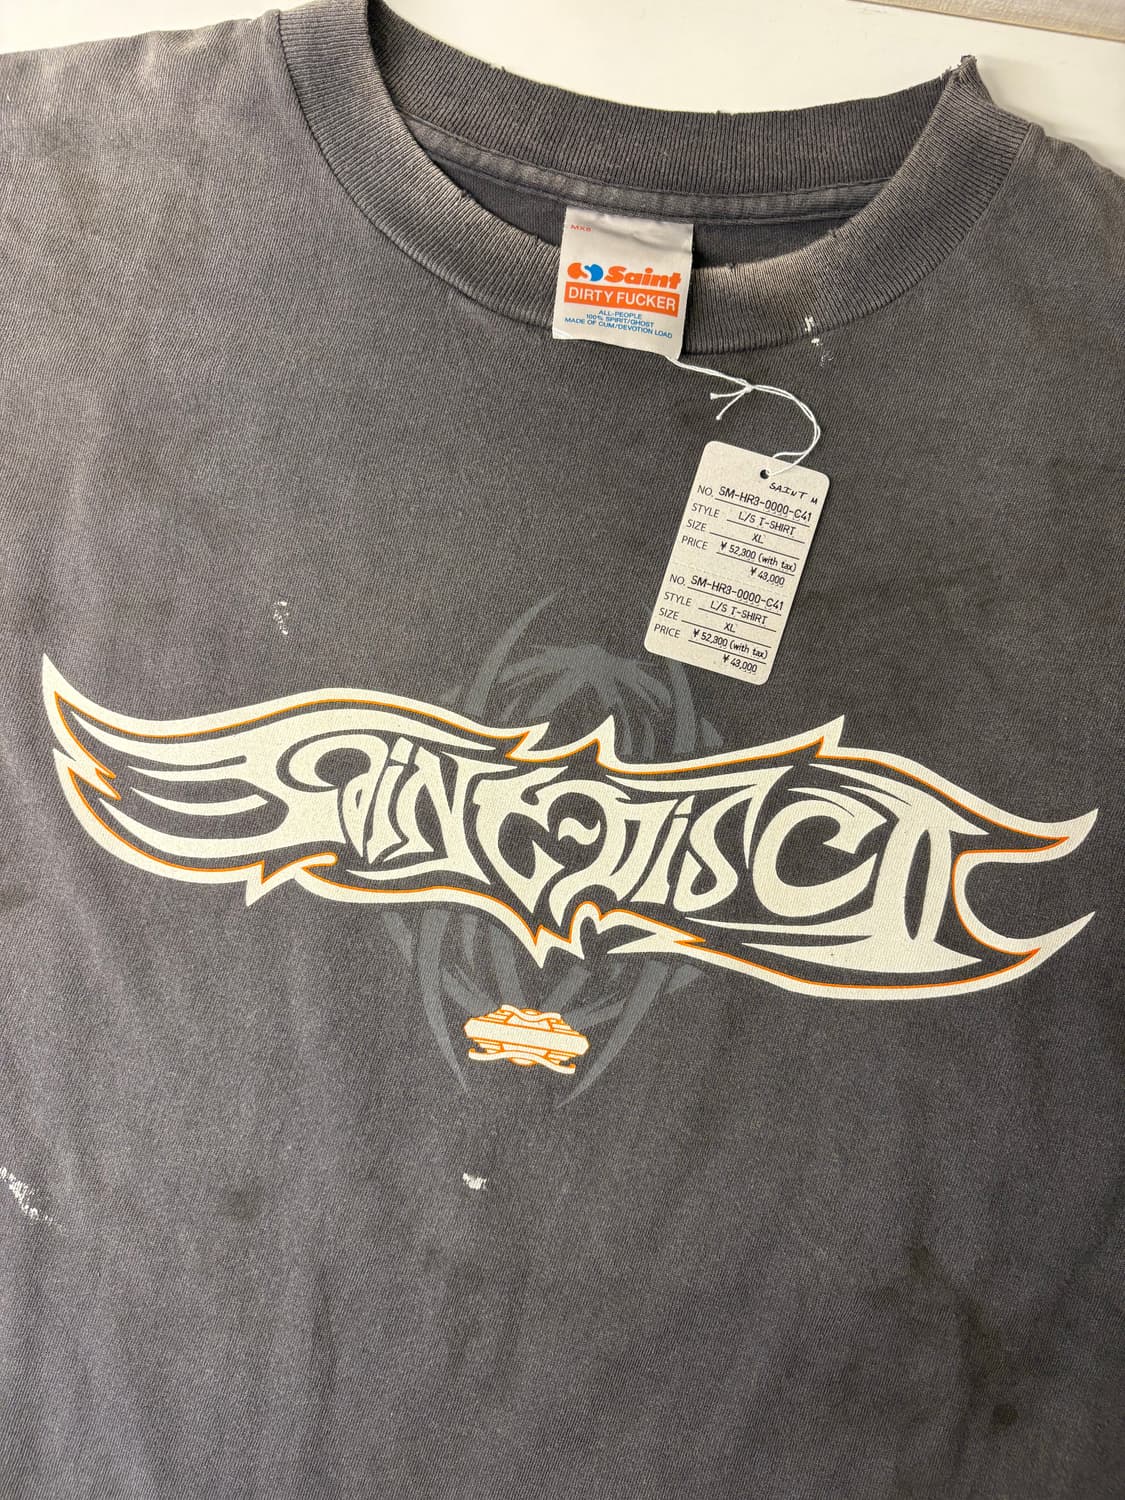 MX6
Saint
DIRTY FUCKER
ALL-PEOPLE
100% SPIRIT/GHOST
MADE OF CUM/DEVOTION LOAD
SAINT M
NO. SM-HR3-0000-C41
STYLE L/S T-SHIRT
SIZE XL
PRICE ¥ 52,300 (with tax)
¥ 43,000
NO. SM-HR3-0000-C41
STYLE L/S T-SHIRT
SIZE XL
PRICE ¥ 52,300 (with tax)
¥ 43,000